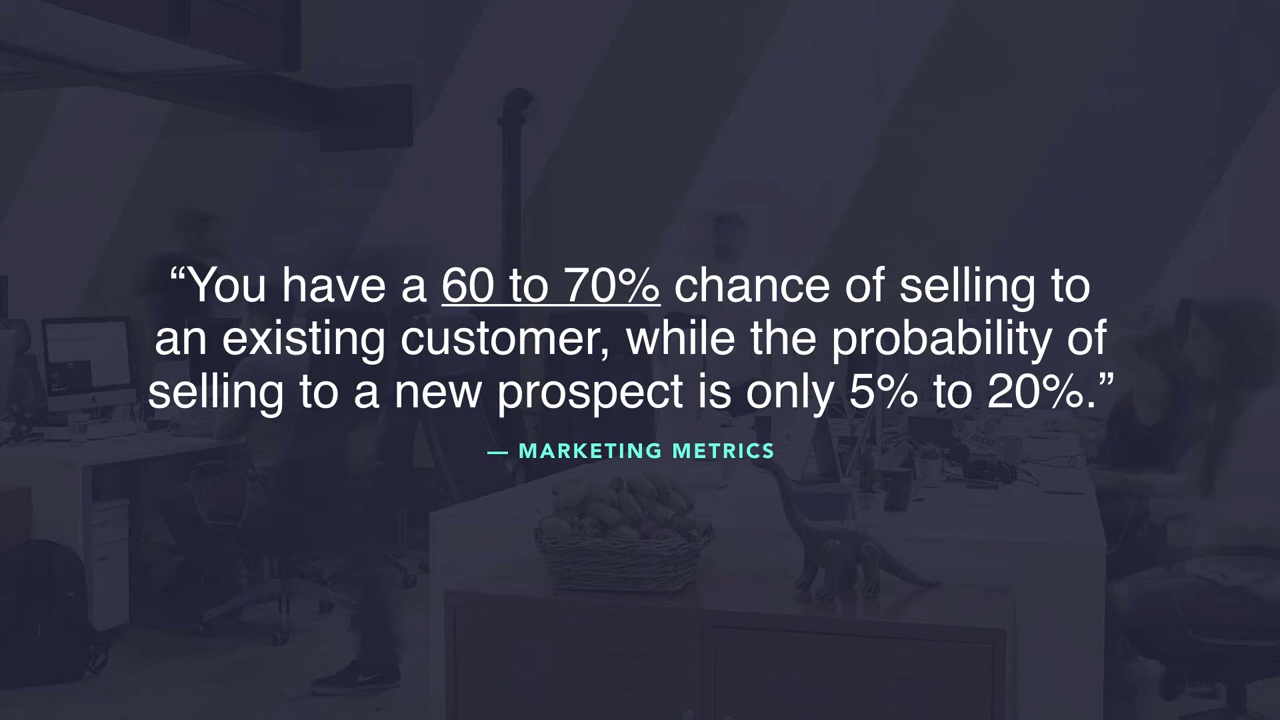 “You have a 60 to 70% chance of selling to
an existing customer, while the probability of
selling to a new prospect is only 5% to 20%.”
— MARKETING METRICS